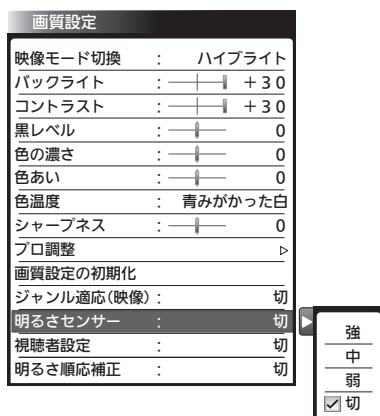 画質設定
映像モード切換 : ハイブライト
バックライト : +30
コントラスト : +30
黒レベル : 0
色の濃さ : 0
色あい : 0
色温度 : 青みがかった白
シャープネス : 0
プロ調整
画質設定の初期化
ジャンル適応(映像) : 切
明るさセンサー : 切
視聴者設定 : 切
明るさ順応補正 : 切
強
中
弱
切